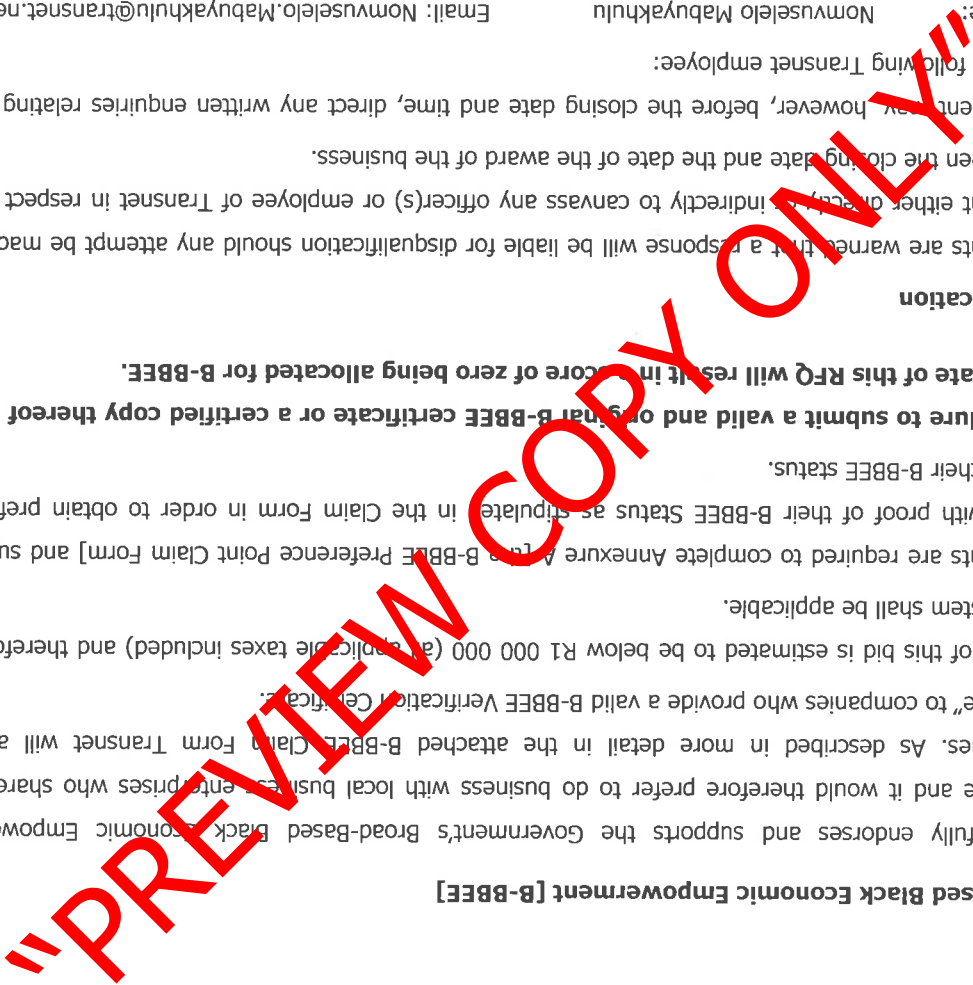 sed Black Economic Empowerment [B-BBEE]
fully endorses and supports the Government's Broad-Based Black Economic Empow
e and it would therefore prefer to do business with local business enterprises who share
es. As described in more detail in the attached B-BBEE Claim Form Transnet will a
e" to companies who provide a valid B-BBEE Verification Certificate.
of this bid is estimated to be below R1 000 000 (all applicable taxes included) and therefo
stem shall be applicable.
ts are required to complete Annexure A [the B-BBEE Preference Point Claim Form] and su
with proof of their B-BBEE Status as stipulated in the Claim Form in order to obtain pref
heir B-BBEE status.
lure to submit a valid and original B-BBEE certificate or a certified copy thereof
ate of this RFQ will result in a score of zero being allocated for B-BBEE.
cation
ts are warned that a response will be liable for disqualification should any attempt be mad
t either directly or indirectly to canvass any officer(s) or employee of Transnet in respect
een the closing date and the date of the award of the business.
ent may however, before the closing date and time, direct any written enquiries relating
following Transnet employee:
e: Nomvuselelo Mabuyakhulu Email: Nomvuselelo.Mabuyakhulu@transnet.ne
“PREVIEW COPY ONLY”